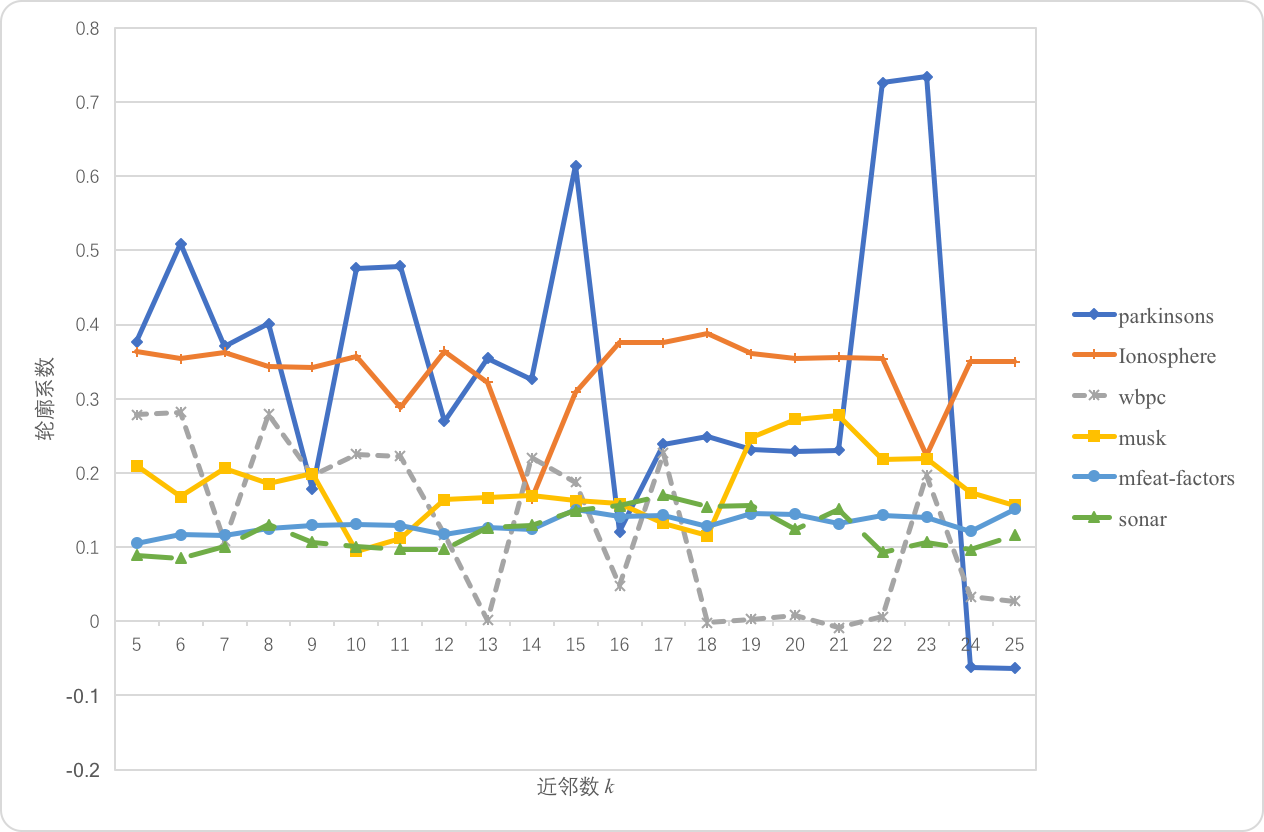 0.8
0.7
0.6
0.5
0.4
0.3
0.2
0.1
0
-0.1
-0.2
轮廓系数
5 6 7 8 9 10 11 12 13 14 15 16 17 18 19 20 21 22 23 24 25
近邻数 k
parkinsons
Ionosphere
wbpc
musk
mfeat-factors
sonar